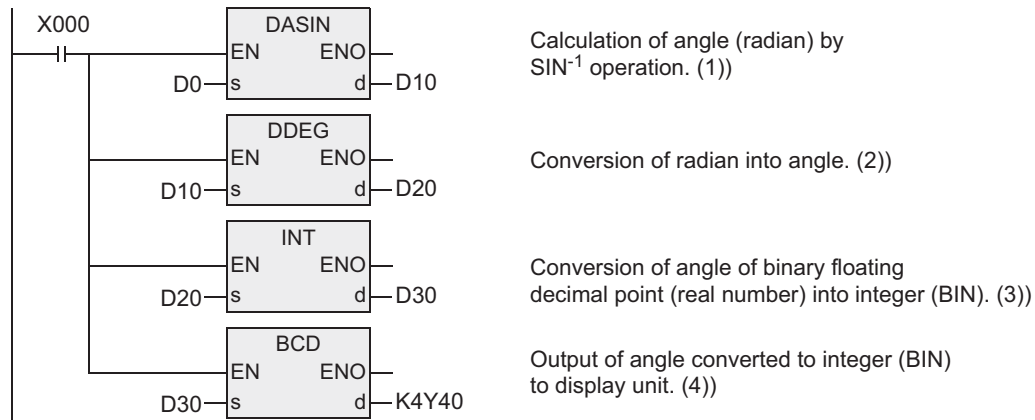 X000
DASIN
EN ENO
D0 s d D10
Calculation of angle (radian) by
SIN-1 operation. (1))
DDEG
EN ENO
D10 s d D20
Conversion of radian into angle. (2))
INT
EN ENO
D20 s d D30
Conversion of angle of binary floating
decimal point (real number) into integer (BIN). (3))
BCD
EN ENO
D30 s d K4Y40
Output of angle converted to integer (BIN)
to display unit. (4))